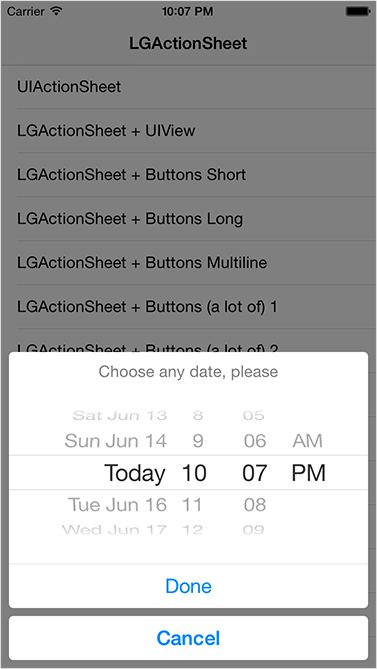 Carrier 10:07 PM
LGActionSheet
UIActionSheet
LGActionSheet + UIView
LGActionSheet + Buttons Short
LGActionSheet + Buttons Long
LGActionSheet + Buttons Multiline
LGActionSheet + Buttons (a lot of) 1
LGActionSheet + Buttons (a lot of) 2
Choose any date, please
Sat Jun 13 8 05
Sun Jun 14 9 06 AM
Today 10 07 PM
Tue Jun 16 11 08
Wed Jun 17 12 09
Done
Cancel